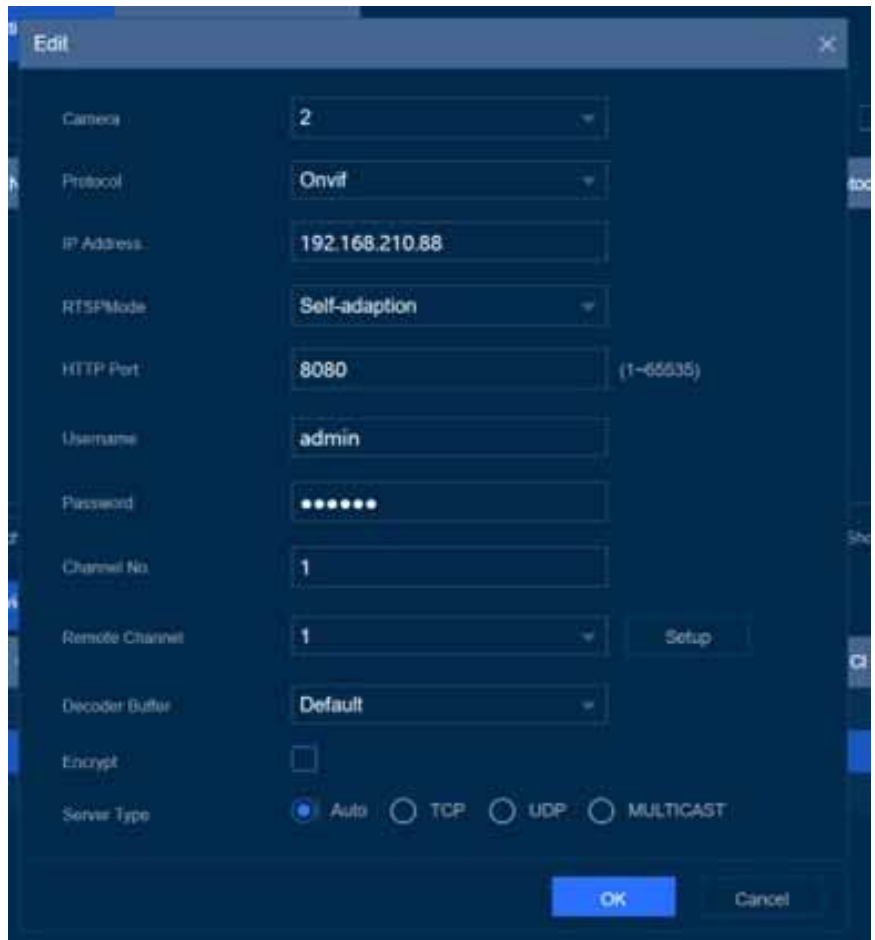 Edit
Camera 2
Protocol Onvif
IP Address 192.168.210.88
RTSPMode Self-adaption
HTTP Port 8080 (1~65535)
Username admin
Password ●●●●●●
Channel No. 1
Remote Channel 1 Setup
Decoder Buffer Default
Encrypt
Server Type Auto TCP UDP MULTICAST
OK Cancel